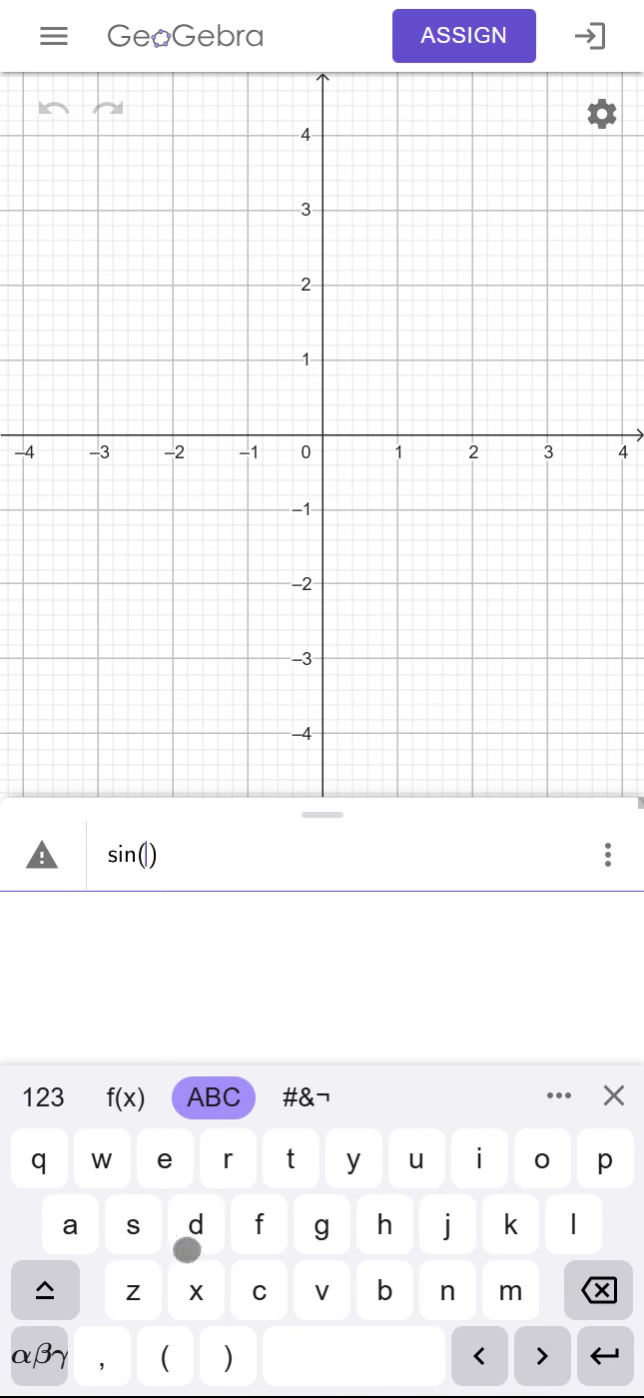 GeoGebra
ASSIGN
4
3
2
1
–4 –3 –2 –1 0 1 2 3 4
–1
–2
–3
–4
sin()
123 f(x) ABC #&¬ ...
q w e r t y u i o p
a s d f g h j k l
z x c v b n m
αβγ , ( ) < >